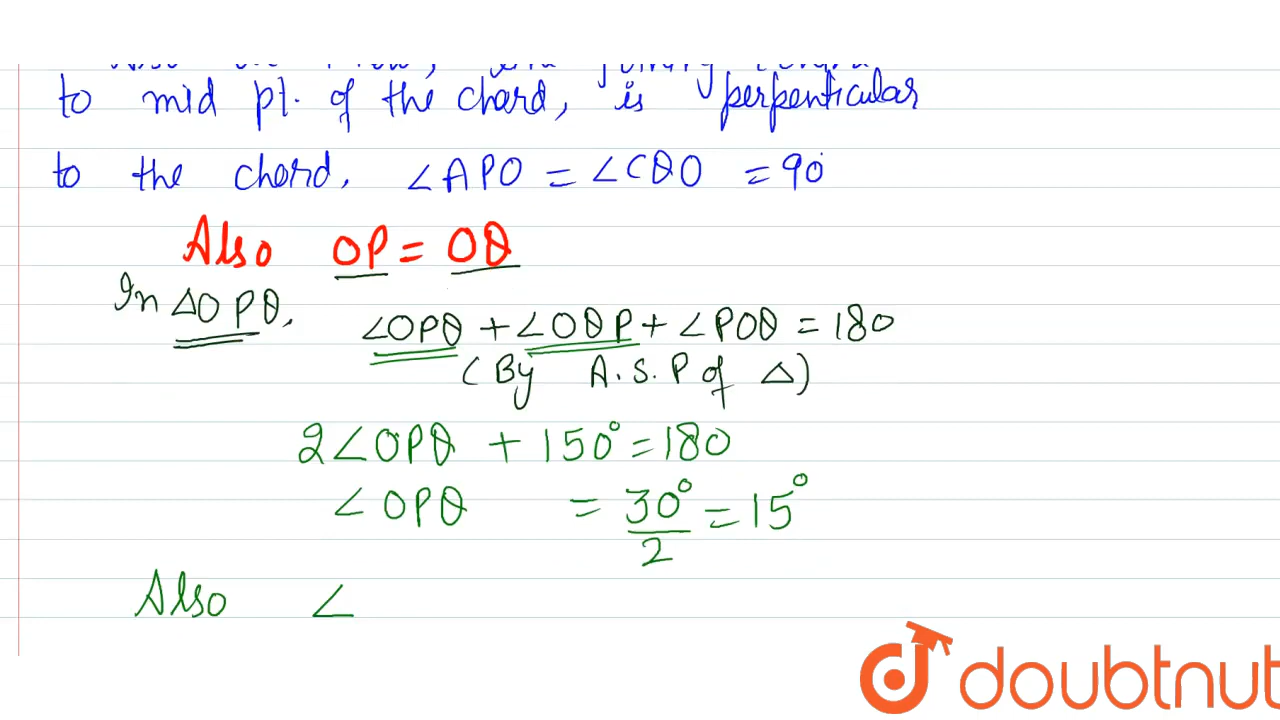 to mid pt. of the chord, is perpenticular
to the chord, ∠APO = ∠CQO = 90°
Also OP = OQ
In △OPQ, ∠OPQ + ∠OQP + ∠POQ = 180
(By A.S.P of △)
2∠OPQ + 150° = 180
∠OPQ = 30°/2 = 15°
Also ∠
doubtnut